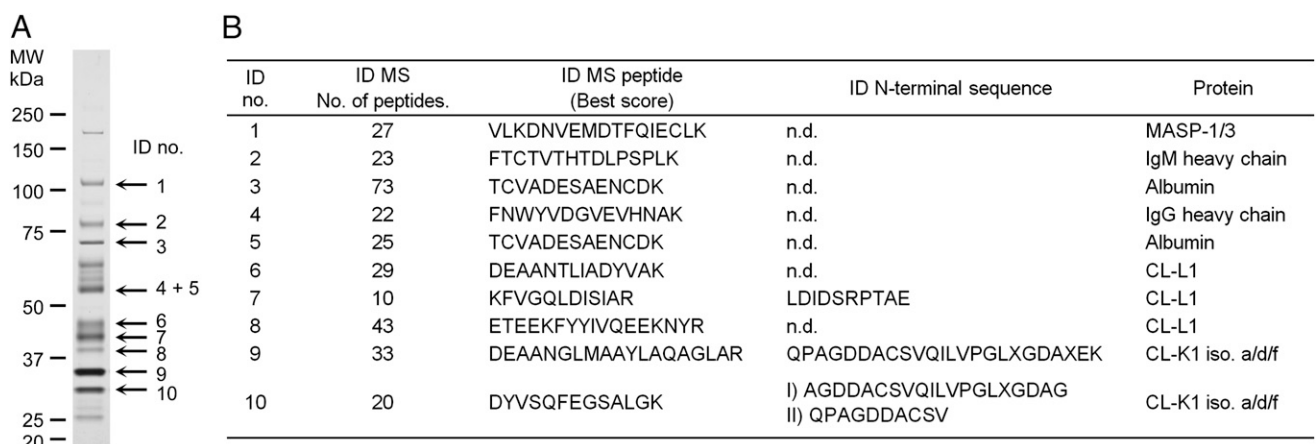 A
B
MW
kDa
250
150
100
75
50
37
25
20
ID no.
1
2
3
4 + 5
6
7
8
9
10
ID no. ID MS No. of peptides. ID MS peptide (Best score) ID N-terminal sequence Protein
1 27 VLKDNVEMDTFQIECLK n.d. MASP-1/3
2 23 FTCTVTHTDLPSPLK n.d. IgM heavy chain
3 73 TCVADESAENCDK n.d. Albumin
4 22 FNWYVDGVEVHNAK n.d. IgG heavy chain
5 25 TCVADESAENCDK n.d. Albumin
6 29 DEAANTLIADYVAK n.d. CL-L1
7 10 KFVGQLDISIAR LDIDSRPTAE CL-L1
8 43 ETEEKFYYIVQEEKNYR n.d. CL-L1
9 33 DEAANGLMAAYLAQAGLAR QPAGDDACSVQILVPGLXGDAXEK CL-K1 iso. a/d/f
10 20 DYVSQFEGSALGK I) AGDDACSVQILVPGLXGDAG CL-K1 iso. a/d/f
II) QPAGDDACSV